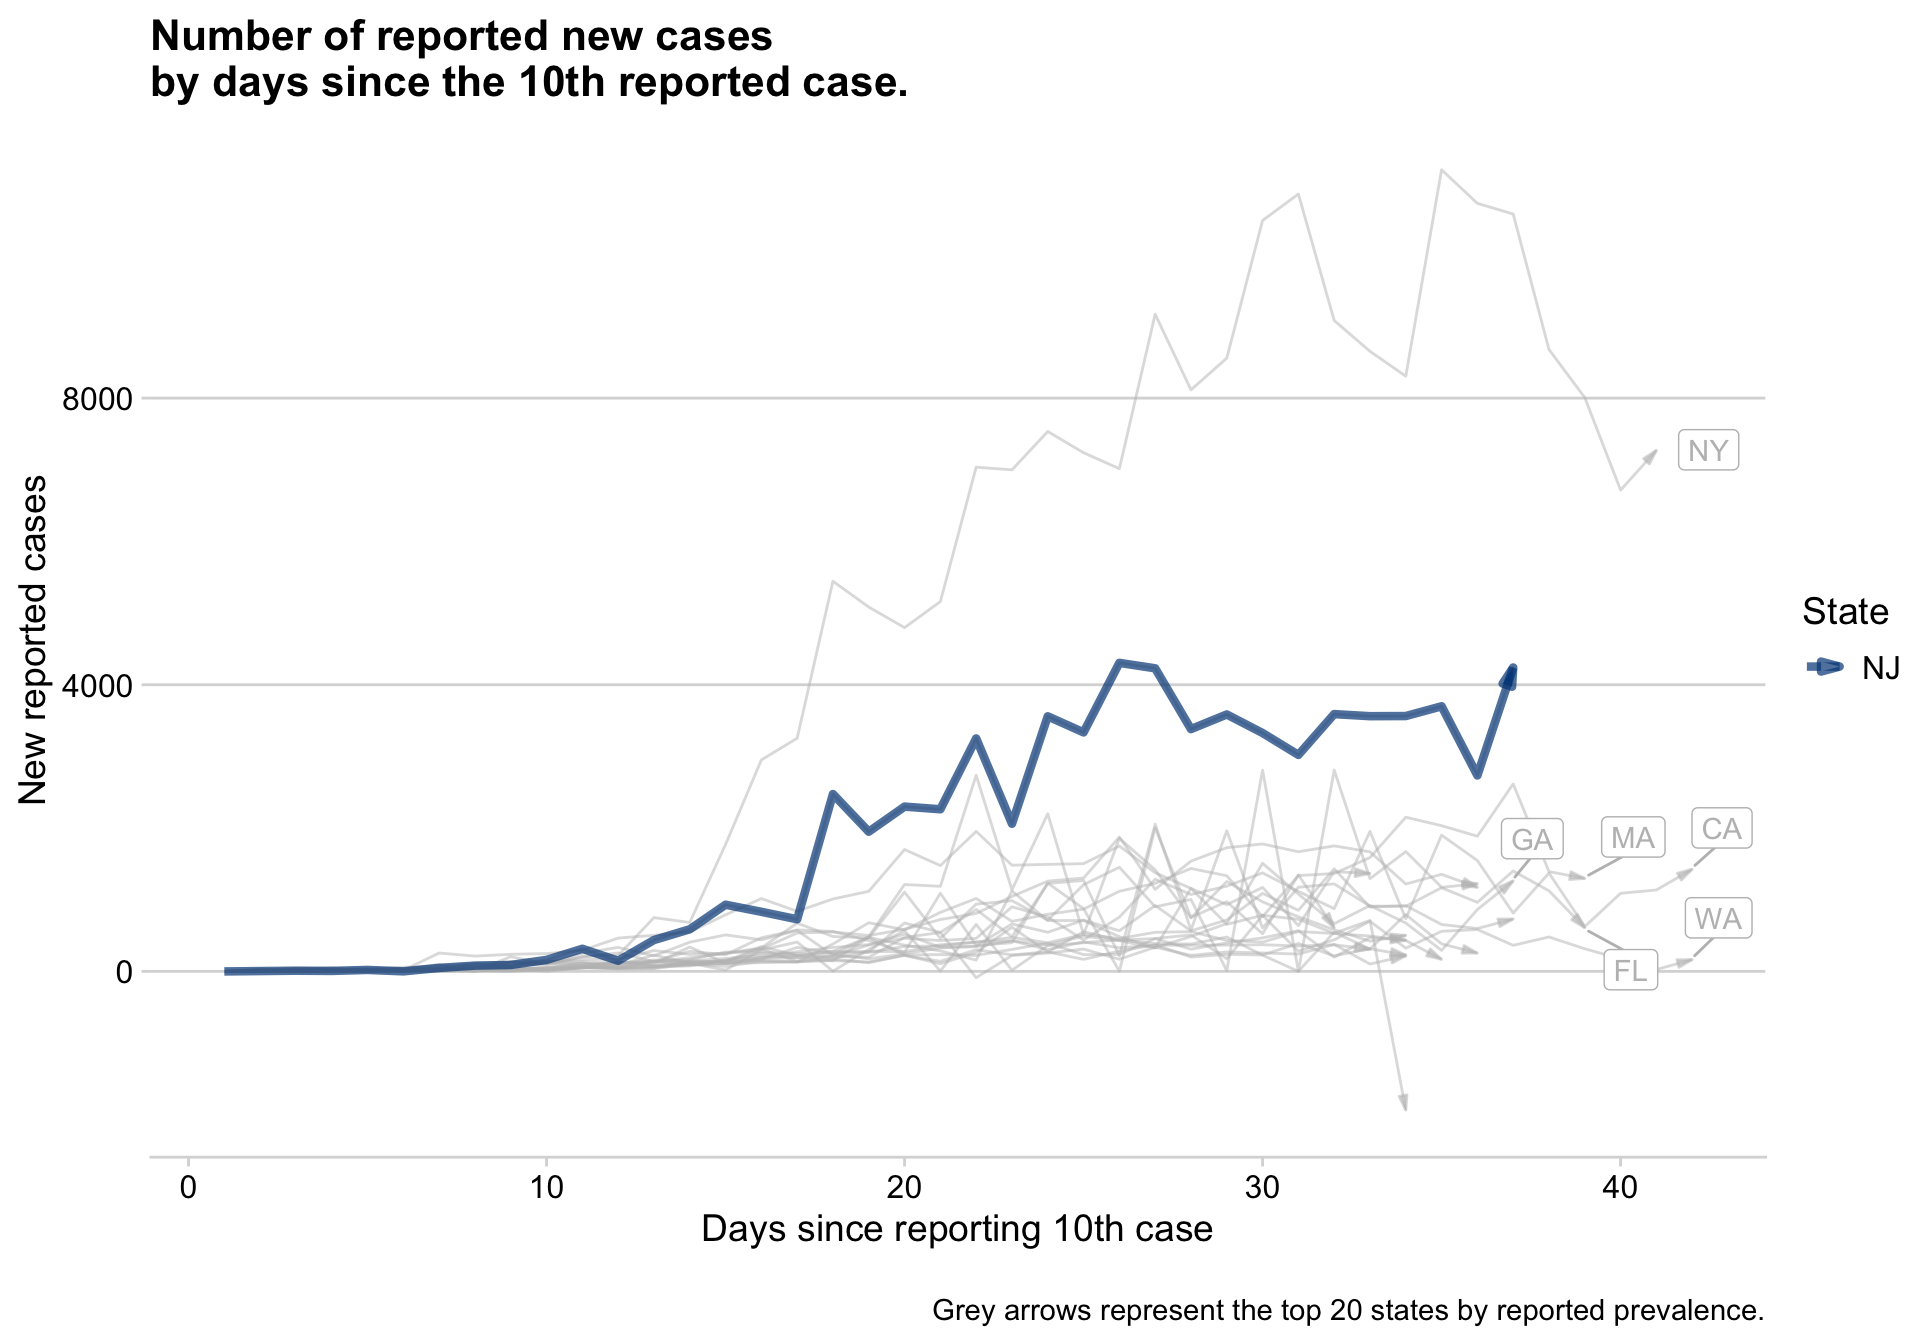 Number of reported new cases
by days since the 10th reported case.
New reported cases
8000
4000
0
NY
GA
MA
CA
WA
FL
State
NJ
0 10 20 30 40
Days since reporting 10th case
Grey arrows represent the top 20 states by reported prevalence.